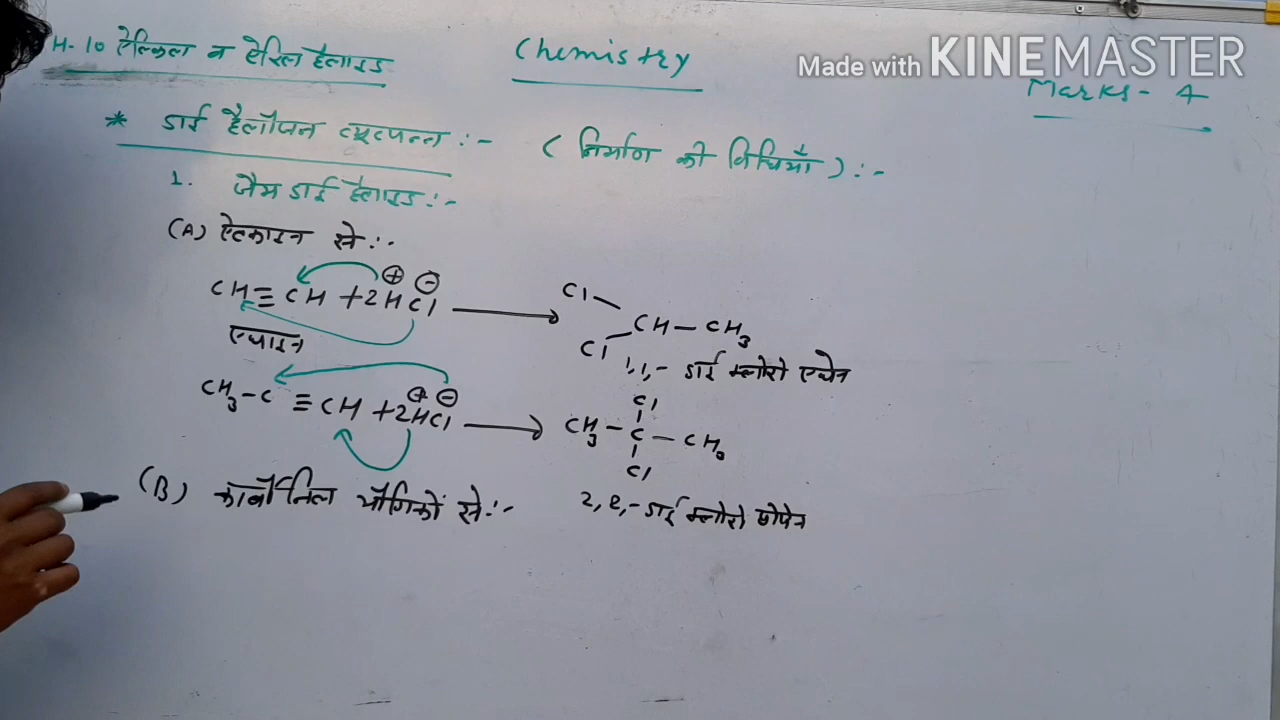 H-10 ऐल्किल व ऐरिल हैलाइड
Chemistry
Made with KINEMASTER
Marks - 4
* डाई हैलोजन व्युत्पन्न :- (निर्माण की विधियाँ) :-
1. जैम डाई हैलाइड :-
(A) ऐल्काइन से :-
CH ≡ CH + 2HCl ⊕ ⊖ ⟶ Cl Cl CH — CH3
एथाइन
1,1,- डाई क्लोरो एथेन
CH3 - C ≡ CH + 2HCl ⊕ ⊖ ⟶ CH3 — C — CH3 Cl Cl
2,2,- डाई क्लोरो प्रोपेन
(B) कार्बोनिल यौगिकों से :-